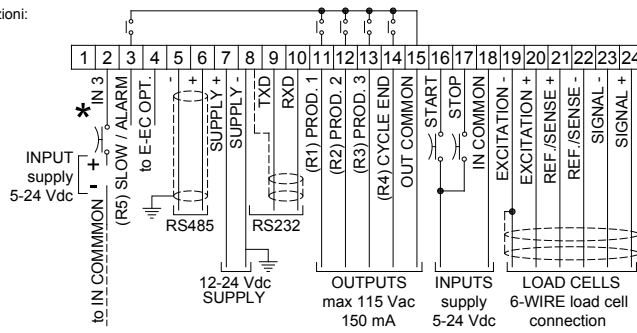 zioni:
1 2 3 4 5 6 7 8 9 10 11 12 13 14 15 16 17 18 19 20 21 22 23 24
*
IN 3
(R5) SLOW / ALARM
to E-EC OPT.
-
+
SUPPLY +
SUPPLY -
TXD
RXD
(R1) PROD. 1
(R2) PROD. 2
(R3) PROD. 3
(R4) CYCLE END
OUT COMMON
START
STOP
IN COMMON
EXCITATION -
EXCITATION +
REF./SENSE +
REF./SENSE -
SIGNAL -
SIGNAL +
INPUT
supply
5-24 Vdc
+
-
to IN COMMMON
RS485
RS232
12-24 Vdc
SUPPLY
OUTPUTS
max 115 Vac
150 mA
INPUTS
supply
5-24 Vdc
LOAD CELLS
6-WIRE load cell
connection